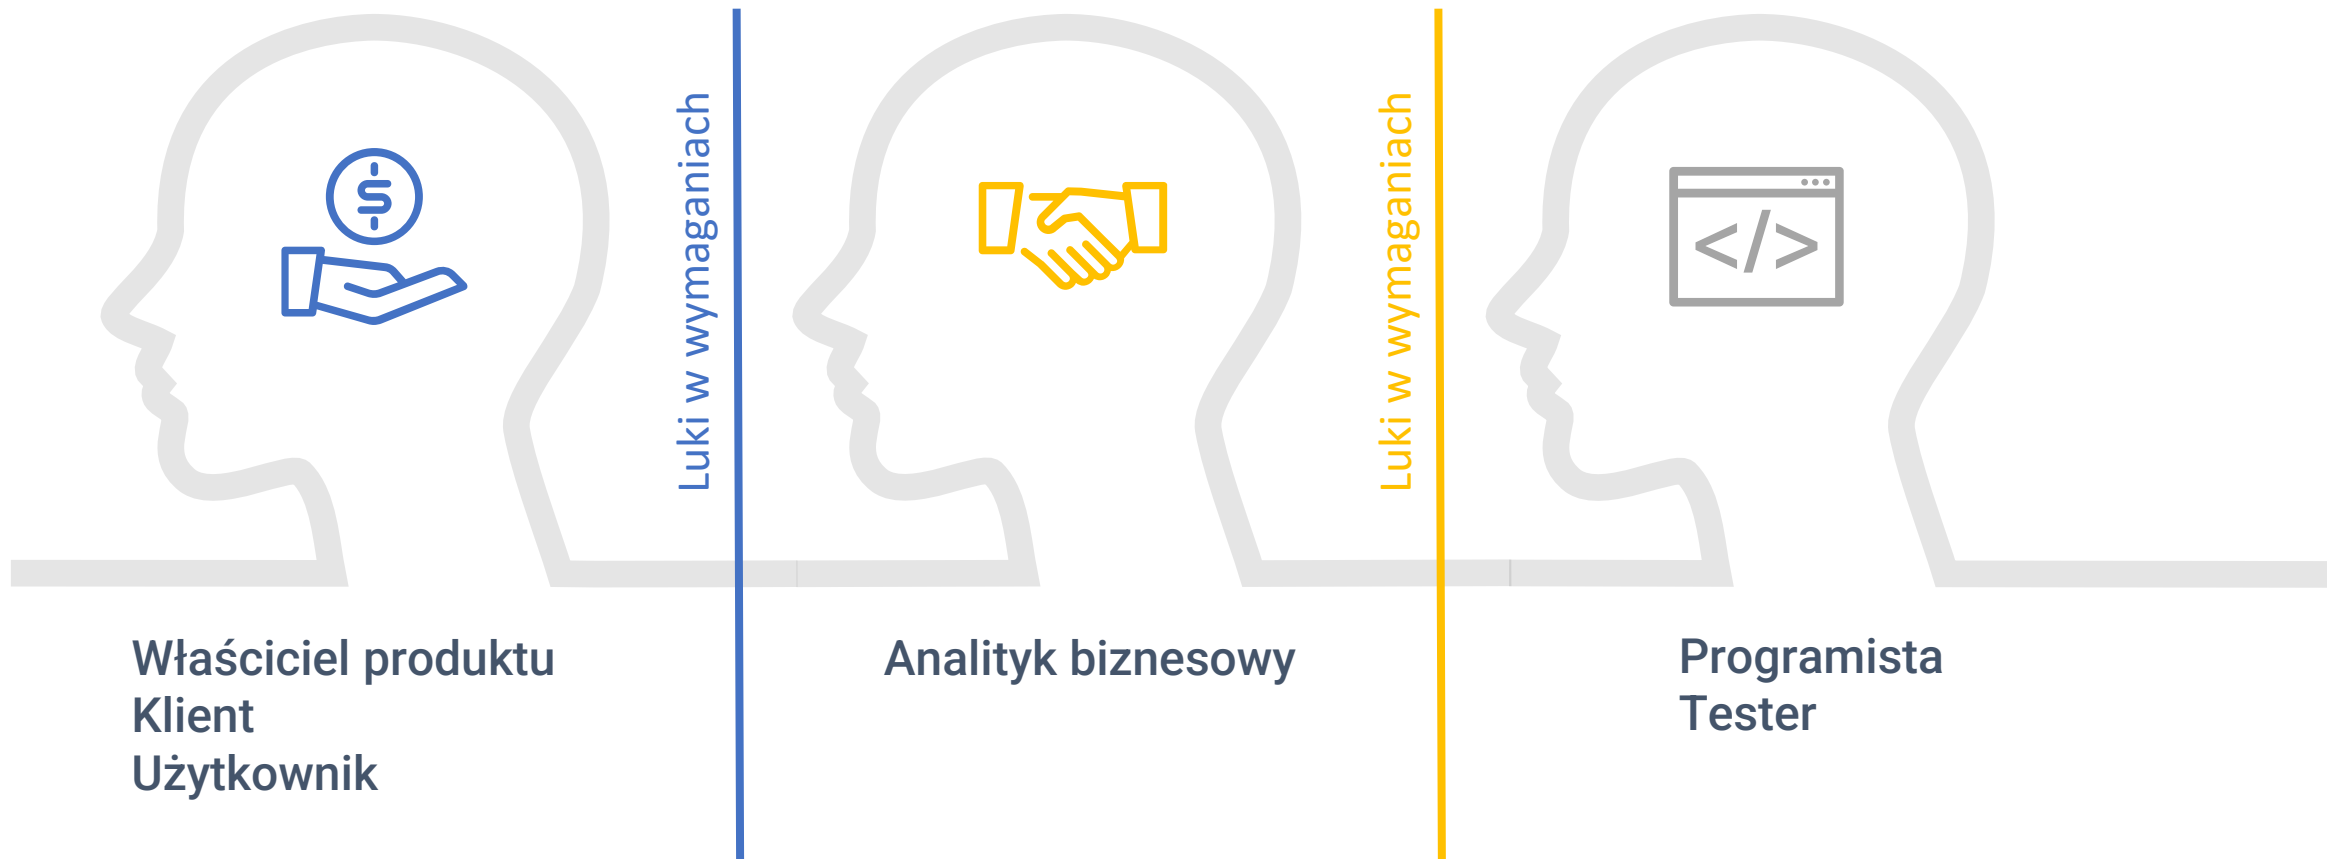 Luki w wymaganiach
Luki w wymaganiach
$
</>
Właściciel produktu
Klient
Użytkownik
Analityk biznesowy
Programista
Tester